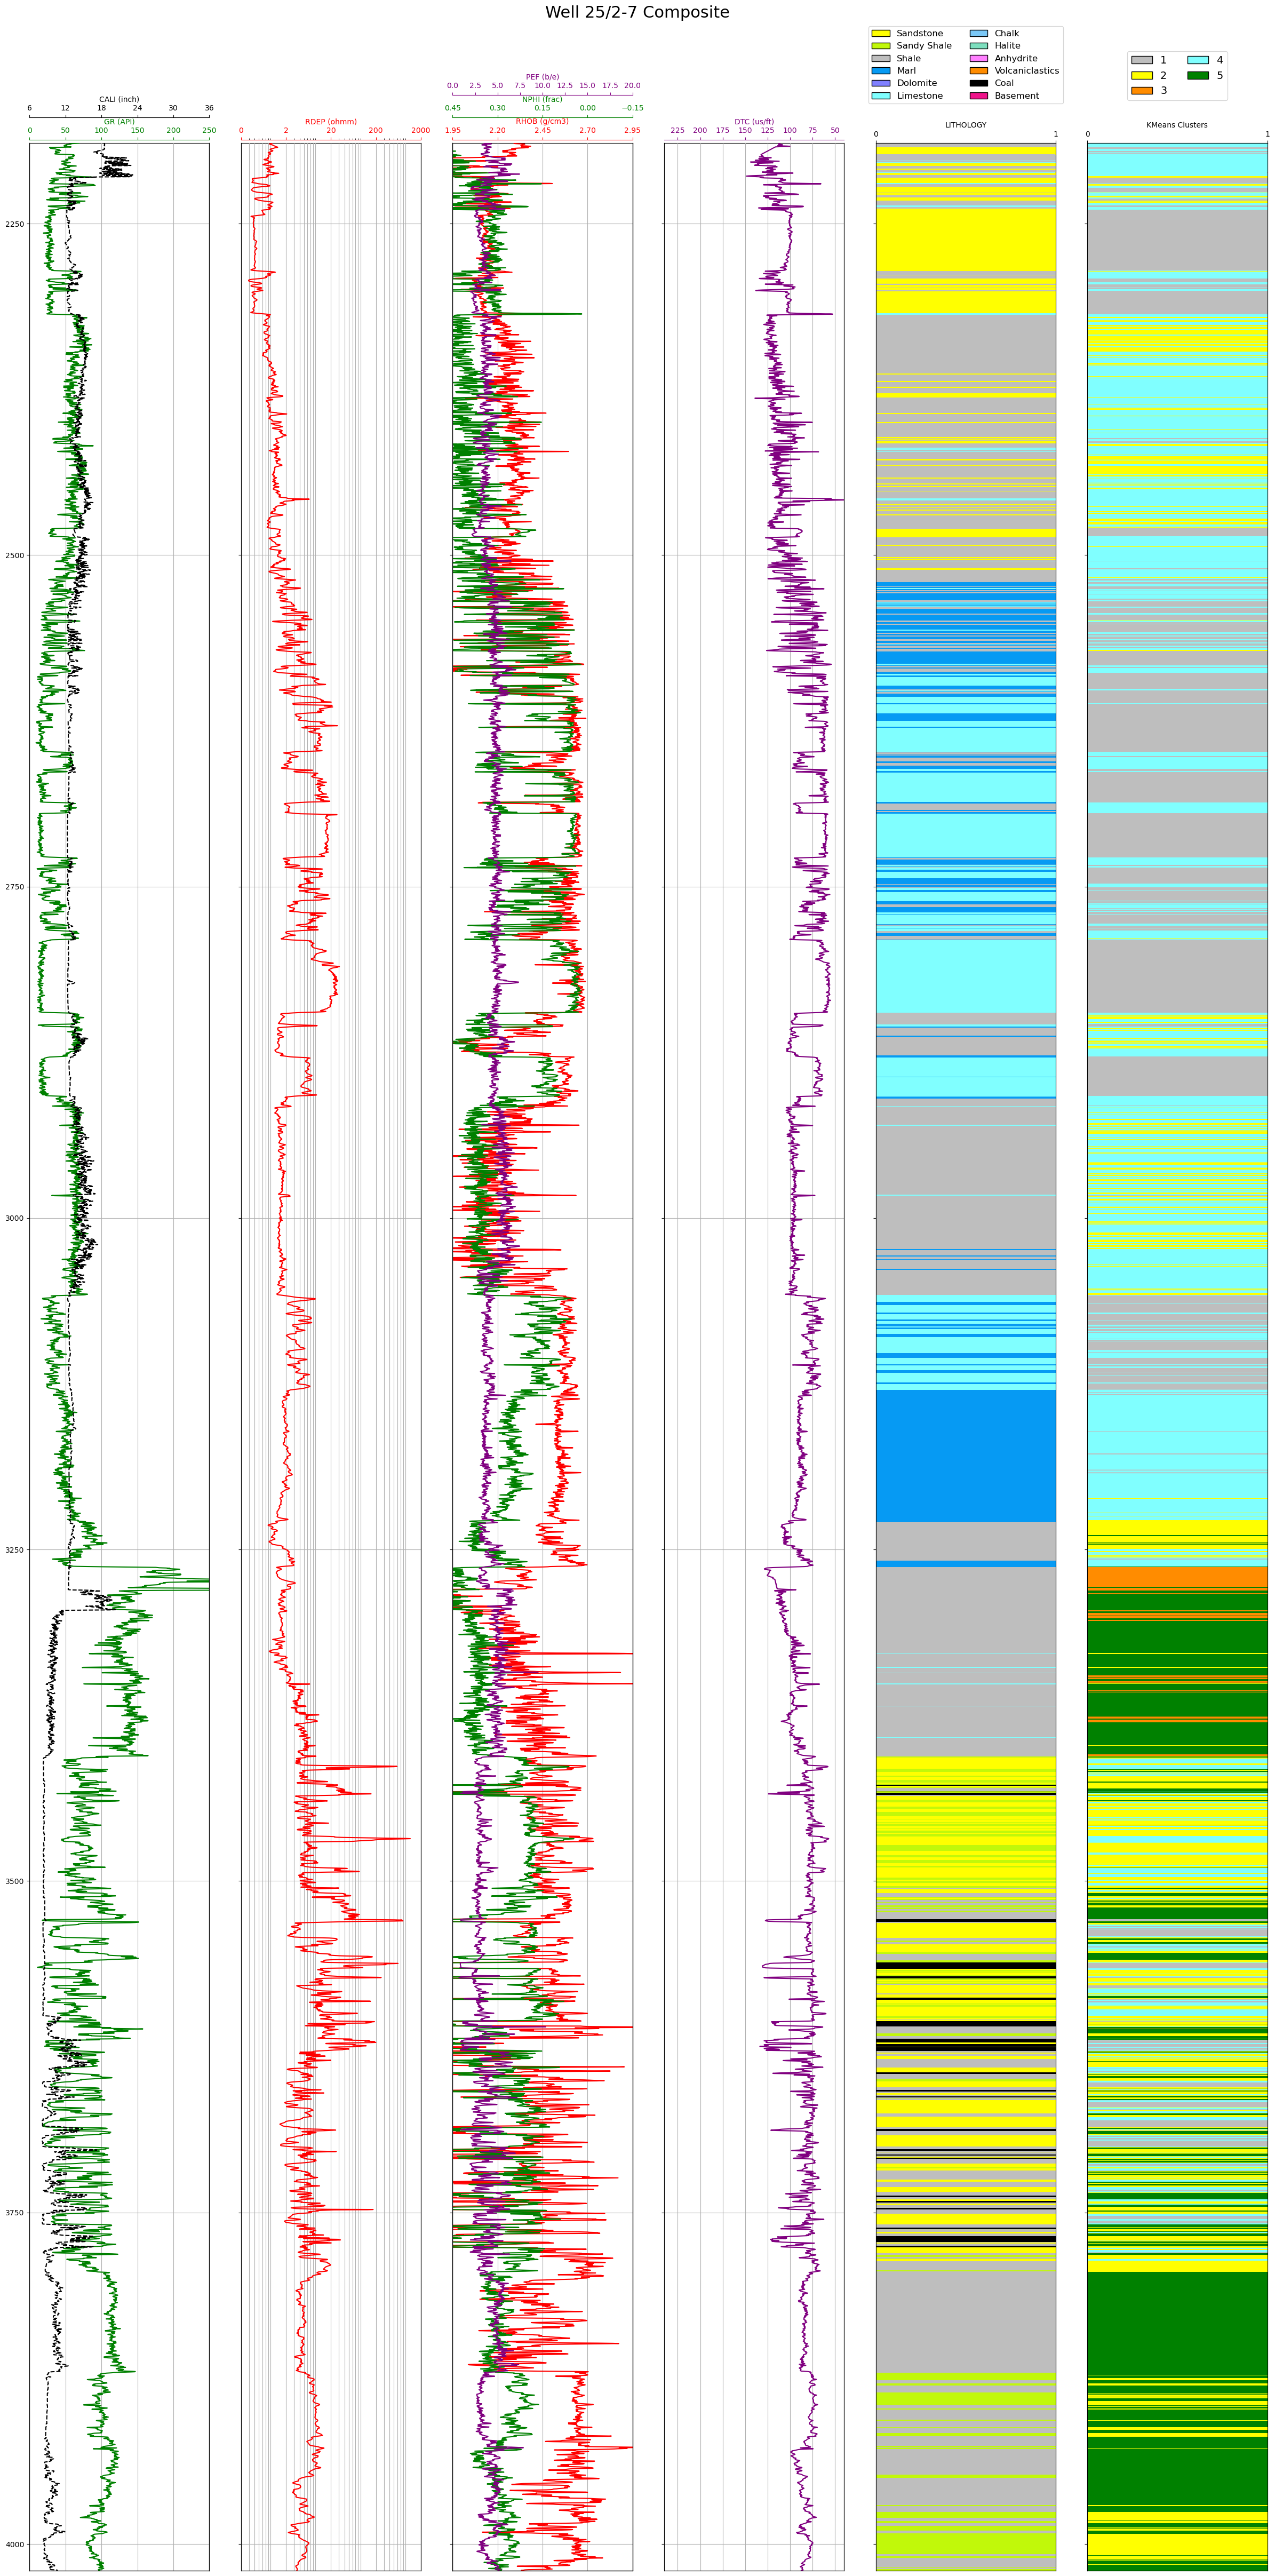 Well 25/2-7 Composite
Sandstone Chalk
Sandy Shale Halite
Shale Anhydrite
Marl Volcaniclastics
Dolomite Coal
Limestone Basement
1 4
2 5
3
PEF (b/e)
0.0 2.5 5.0 7.5 10.0 12.5 15.0 17.5 20.0
CALI (inch) NPHI (frac)
6 12 18 24 30 36 0.45 0.30 0.15 0.00 −0.15
GR (API) RDEP (ohmm) RHOB (g/cm3) DTC (us/ft) LITHOLOGY KMeans Clusters
0 50 100 150 200 250 0 2 20 200 2000 1.95 2.20 2.45 2.70 2.95 225 200 175 150 125 100 75 50 0 1 0 1
2250
2500
2750
3000
3250
3500
3750
4000